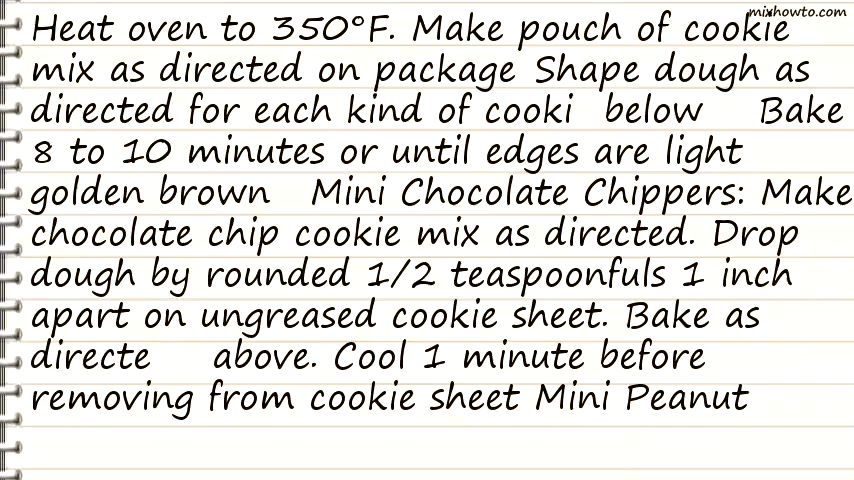 mixhowto.com
Heat oven to 350°F. Make pouch of cookie
mix as directed on package Shape dough as
directed for each kind of cooki below Bake
8 to 10 minutes or until edges are light
golden brown Mini Chocolate Chippers: Make
chocolate chip cookie mix as directed. Drop
dough by rounded 1/2 teaspoonfuls 1 inch
apart on ungreased cookie sheet. Bake as
directe above. Cool 1 minute before
removing from cookie sheet Mini Peanut